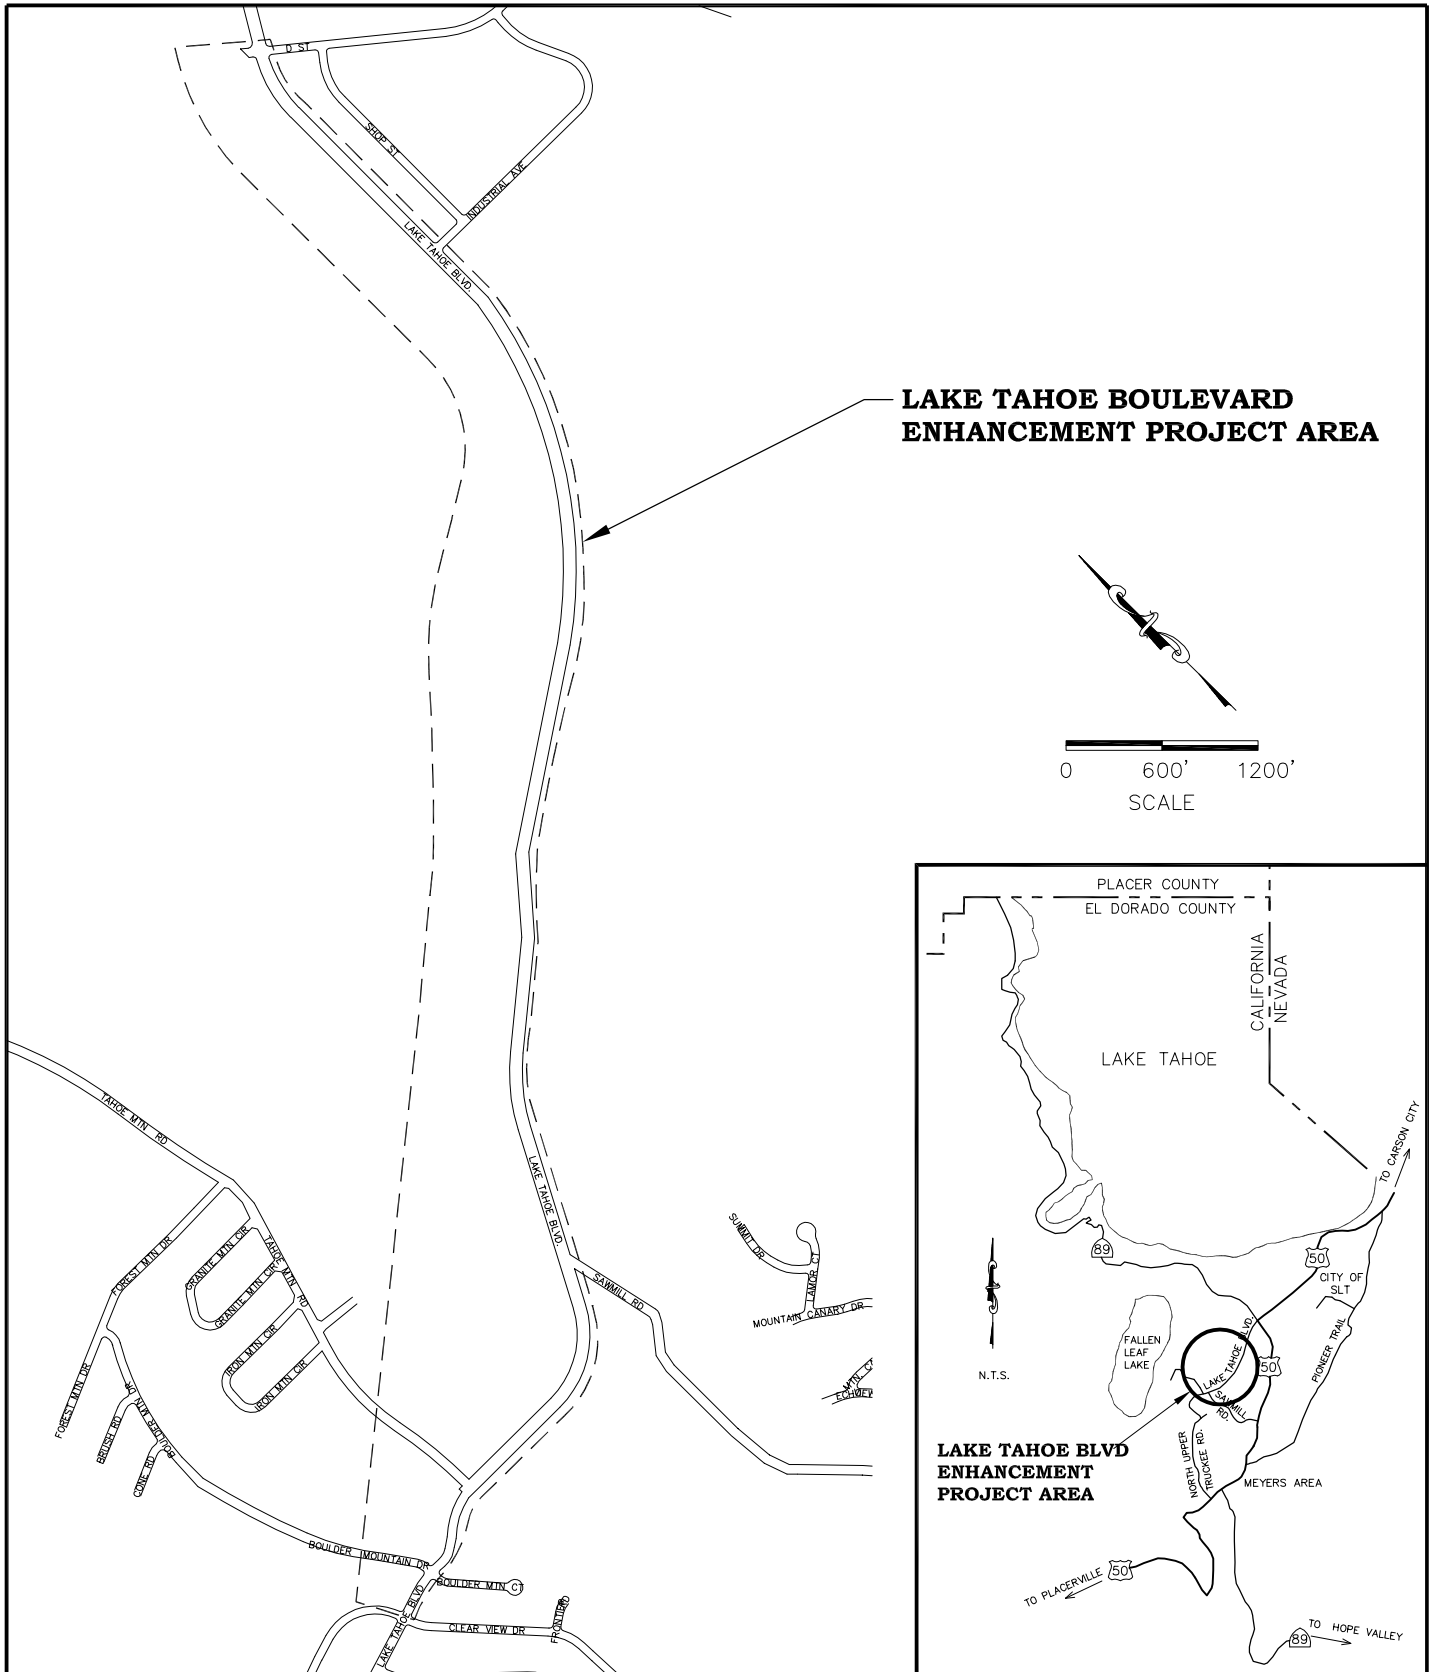 D ST
SHOP ST
INDUSTRIAL AVE
LAKE TAHOE BLVD.
LAKE TAHOE BOULEVARD
ENHANCEMENT PROJECT AREA
0 600' 1200'
SCALE
TAHOE MTN RD
FOREST MTN DR
GRANITE MTN CIR
GRANITE MTN CIR
TAHOE MTN RD
IRON MTN CIR
IRON MTN CIR
FOREST MTN DR
BRUSH RD
CONE RD
BOULDER MTN DR
LAKE TAHOE BLVD.
SAWMILL RD
SUMMIT DR
LAMOR CT
MOUNTAIN CANARY DR
MTN. CT
BOULDER MOUNTAIN DR
BOULDER MTN CT
LAKE TAHOE BLVD
CLEAR VIEW DR
PLACER COUNTY
EL DORADO COUNTY
CALIFORNIA
NEVADA
LAKE TAHOE
TO CARSON CITY
89
50
CITY OF
SLT
PIONEER TRAIL
FALLEN
LEAF
LAKE
LAKE TAHOE BLVD.
50
SAWMILL
RD.
N.T.S.
NORTH UPPER
TRUCKEE RD.
LAKE TAHOE BLVD
ENHANCEMENT
PROJECT AREA
MEYERS AREA
TO PLACERVILLE
50
89
TO HOPE VALLEY